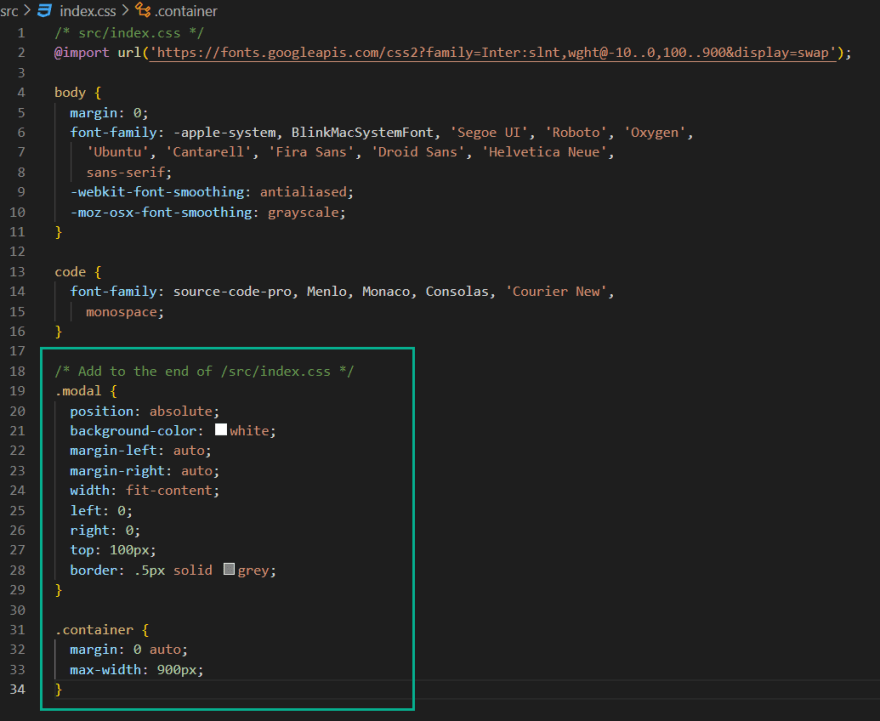 src > index.css > .container
1 /* src/index.css */
2 @import url('https://fonts.googleapis.com/css2?family=Inter:slnt,wght@-10..0,100..900&display=swap');
3
4 body {
5   margin: 0;
6   font-family: -apple-system, BlinkMacSystemFont, 'Segoe UI', 'Roboto', 'Oxygen',
7     'Ubuntu', 'Cantarell', 'Fira Sans', 'Droid Sans', 'Helvetica Neue',
8     sans-serif;
9   -webkit-font-smoothing: antialiased;
10   -moz-osx-font-smoothing: grayscale;
11 }
12
13 code {
14   font-family: source-code-pro, Menlo, Monaco, Consolas, 'Courier New',
15     monospace;
16 }
17
18 /* Add to the end of /src/index.css */
19 .modal {
20   position: absolute;
21   background-color: white;
22   margin-left: auto;
23   margin-right: auto;
24   width: fit-content;
25   left: 0;
26   right: 0;
27   top: 100px;
28   border: .5px solid grey;
29 }
30
31 .container {
32   margin: 0 auto;
33   max-width: 900px;
34 }